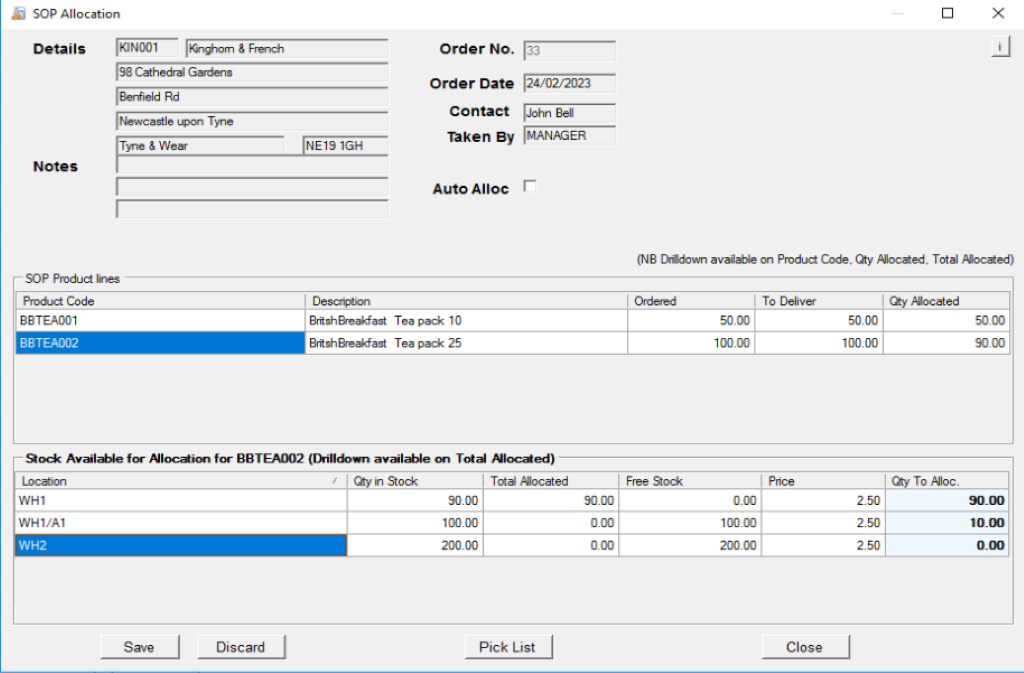 SOP Allocation
Details KIN001 Kinghorn & French Order No. 33 i
98 Cathedral Gardens Order Date 24/02/2023
Benfield Rd Contact John Bell
Newcastle upon Tyne Taken By MANAGER
Tyne & Wear NE19 1GH
Notes
Auto Alloc
(NB Drilldown available on Product Code, Qty Allocated, Total Allocated)
SOP Product lines
Product Code Description Ordered To Deliver Qty Allocated
BBTEA001 BritshBreakfast Tea pack 10 50.00 50.00 50.00
BBTEA002 BritshBreakfast Tea pack 25 100.00 100.00 90.00
Stock Available for Allocation for BBTEA002 (Drilldown available on Total Allocated)
Location Qty in Stock Total Allocated Free Stock Price Qty To Alloc.
WH1 90.00 90.00 0.00 2.50 90.00
WH1/A1 100.00 0.00 100.00 2.50 10.00
WH2 200.00 0.00 200.00 2.50 0.00
Save Discard Pick List Close